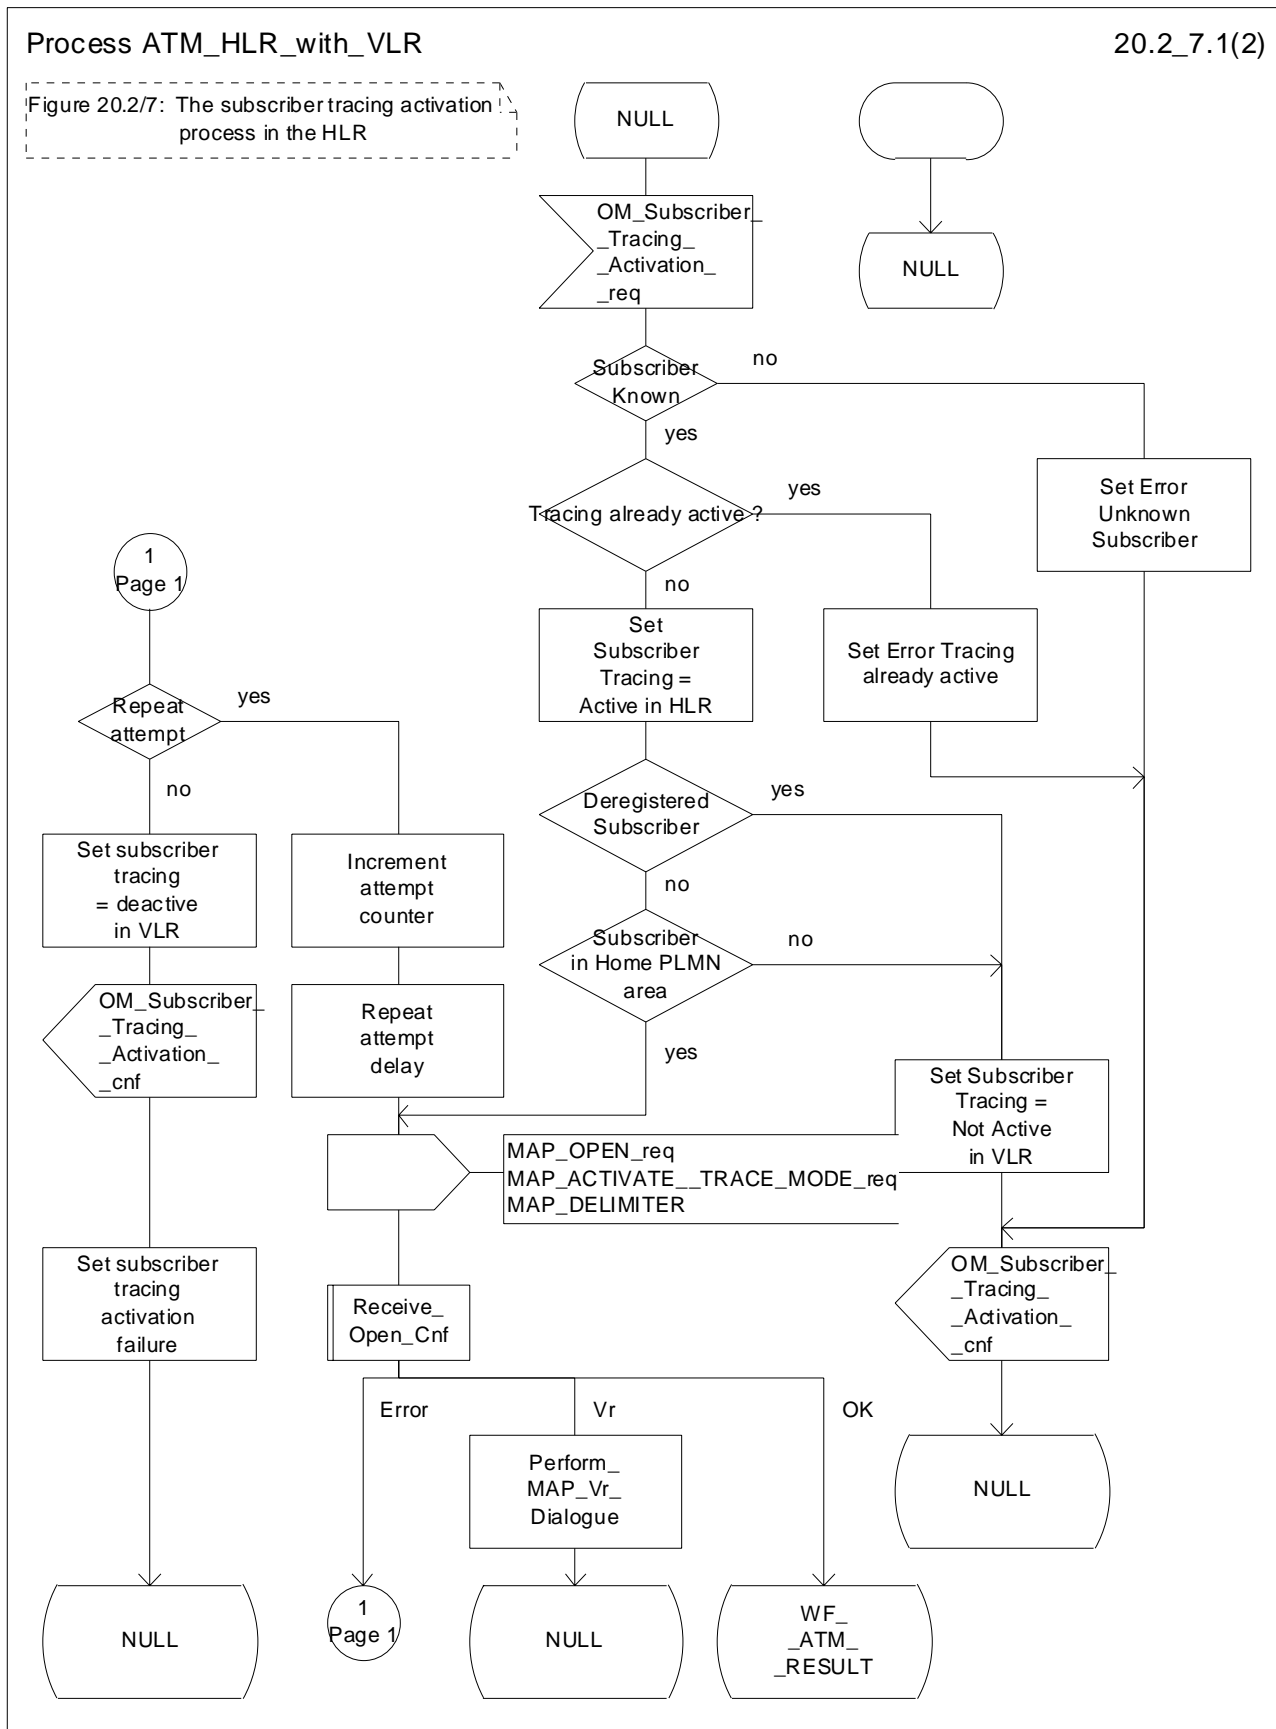 Process ATM_HLR_with_VLR
20.2_7.1(2)
Figure 20.2/7: The subscriber tracing activation
process in the HLR
NULL
NULL
OM_Subscriber_
_Tracing_
_Activation_
_req
Subscriber
Known
no
yes
Tracing already active ?
yes
no
Set Error
Unknown
Subscriber
1
Page 1
Set
Subscriber
Tracing =
Active in HLR
Set Error Tracing
already active
Repeat
attempt
yes
no
Deregistered
Subscriber
yes
no
Set subscriber
tracing
= deactive
in VLR
Increment
attempt
counter
Subscriber
in Home PLMN
area
no
yes
OM_Subscriber_
_Tracing_
_Activation_
_cnf
Repeat
attempt
delay
Set Subscriber
Tracing =
Not Active
in VLR
MAP_OPEN_req
MAP_ACTIVATE__TRACE_MODE_req
MAP_DELIMITER
Set subscriber
tracing
activation
failure
Receive_
_Open_Cnf
OM_Subscriber_
_Tracing_
_Activation_
_cnf
Error
Vr
OK
Perform_
_MAP_Vr_
_Dialogue
NULL
NULL
1
Page 1
NULL
WF_
_ATM_
_RESULT